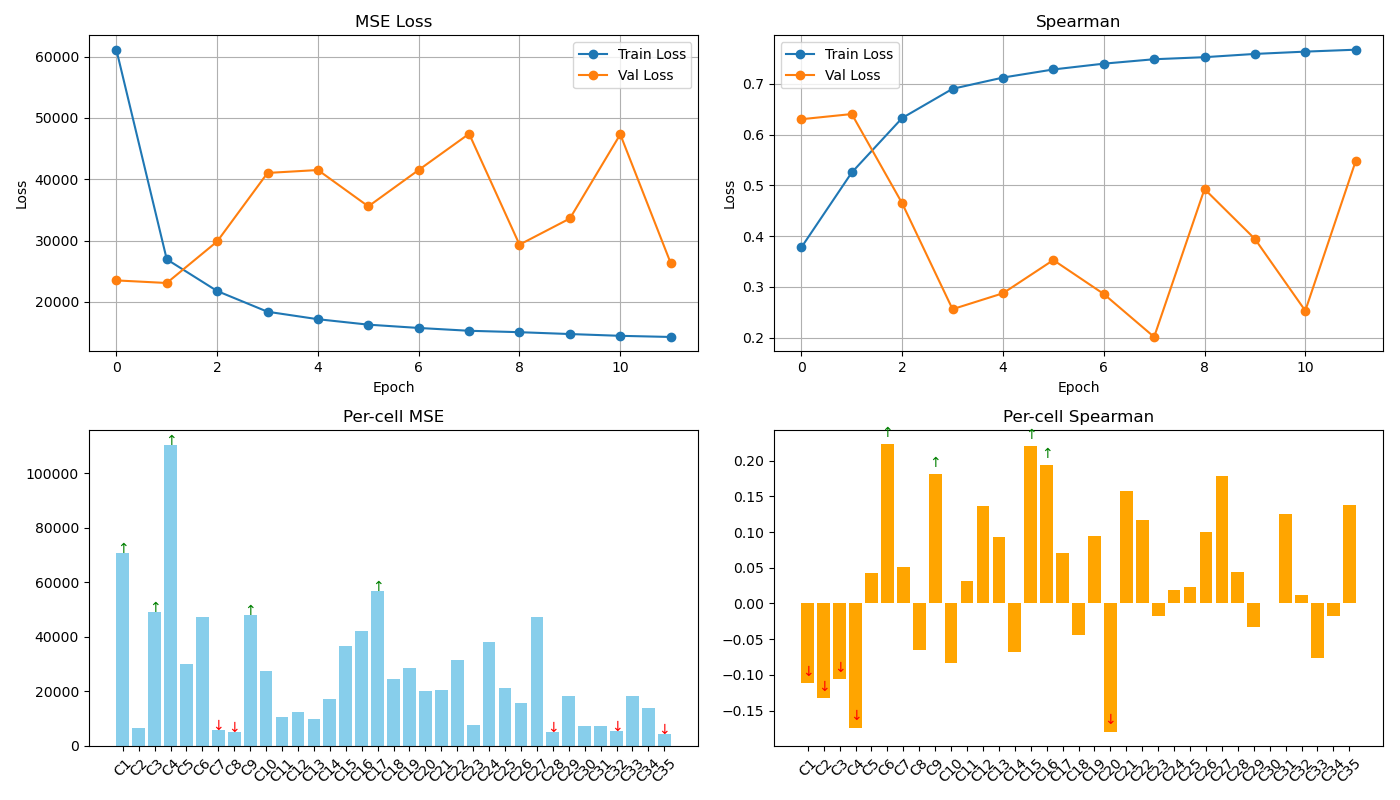 MSE Loss
60000
50000
40000
30000
20000
Loss
0 2 4 6 8 10
Epoch
Train Loss
Val Loss
Spearman
0.7
0.6
0.5
0.4
0.3
0.2
Loss
0 2 4 6 8 10
Epoch
Train Loss
Val Loss
Per-cell MSE
100000
80000
60000
40000
20000
0
↑ ↑ ↑ ↓ ↓ ↑ ↑ ↓ ↓ ↓
C1 C2 C3 C4 C5 C6 C7 C8 C9 C10 C11 C12 C13 C14 C15 C16 C17 C18 C19 C20 C21 C22 C23 C24 C25 C26 C27 C28 C29 C30 C31 C32 C33 C34 C35
Per-cell Spearman
0.20
0.15
0.10
0.05
0.00
−0.05
−0.10
−0.15
↓ ↓ ↓ ↓ ↑ ↑ ↑ ↑ ↓
C1 C2 C3 C4 C5 C6 C7 C8 C9 C10 C11 C12 C13 C14 C15 C16 C17 C18 C19 C20 C21 C22 C23 C24 C25 C26 C27 C28 C29 C30 C31 C32 C33 C34 C35